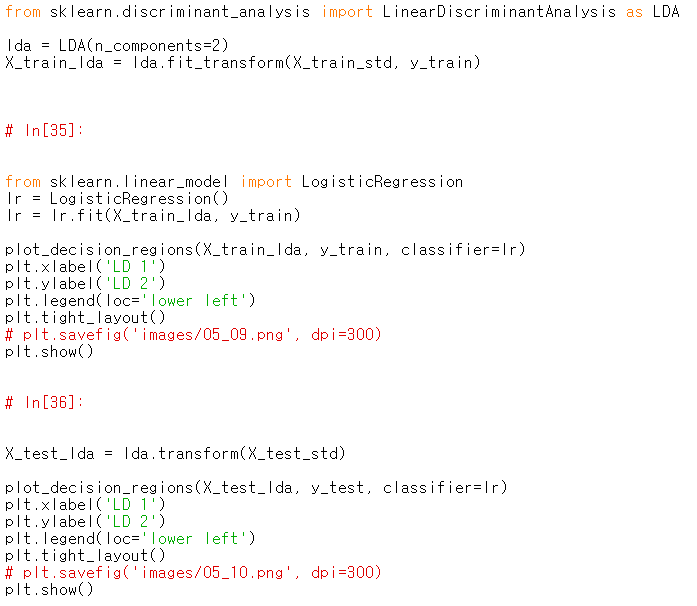 from sklearn.discriminant_analysis import LinearDiscriminantAnalysis as LDA
lda = LDA(n_components=2)
X_train_lda = lda.fit_transform(X_train_std, y_train)
# In[35]:
from sklearn.linear_model import LogisticRegression
lr = LogisticRegression()
lr = lr.fit(X_train_lda, y_train)
plot_decision_regions(X_train_lda, y_train, classifier=lr)
plt.xlabel('LD 1')
plt.ylabel('LD 2')
plt.legend(loc='lower left')
plt.tight_layout()
# plt.savefig('images/05_09.png', dpi=300)
plt.show()
# In[36]:
X_test_lda = lda.transform(X_test_std)
plot_decision_regions(X_test_lda, y_test, classifier=lr)
plt.xlabel('LD 1')
plt.ylabel('LD 2')
plt.legend(loc='lower left')
plt.tight_layout()
# plt.savefig('images/05_10.png', dpi=300)
plt.show()